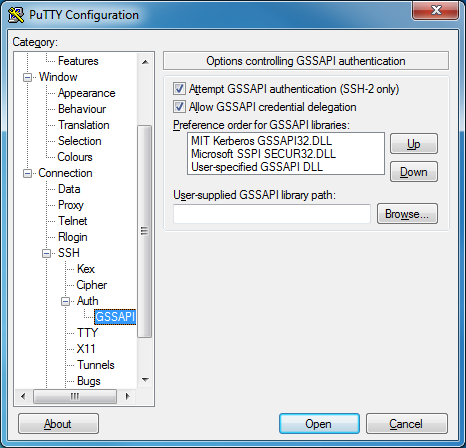 PuTTY Configuration
Category:
Features
Window
Appearance
Behaviour
Translation
Selection
Colours
Connection
Data
Proxy
Telnet
Rlogin
SSH
Kex
Cipher
Auth
GSSAPI
TTY
X11
Tunnels
Bugs
Options controlling GSSAPI authentication
Attempt GSSAPI authentication (SSH-2 only)
Allow GSSAPI credential delegation
Preference order for GSSAPI libraries:
MIT Kerberos GSSAPI32.DLL
Microsoft SSPI SECUR32.DLL
User-specified GSSAPI DLL
Up
Down
User-supplied GSSAPI library path:
Browse...
About
Open
Cancel